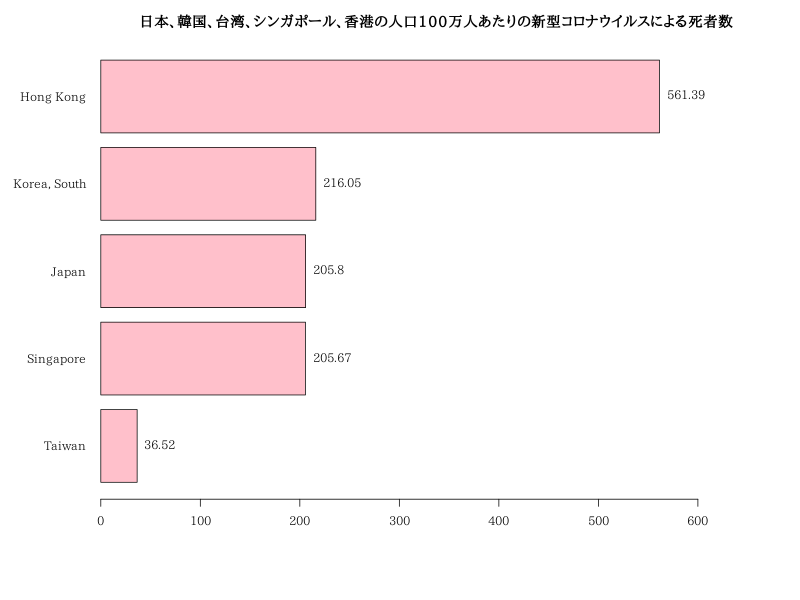 日本、韓国、台湾、シンガポール、香港の人口100万人あたりの新型コロナウイルスによる死者数
Hong Kong 561.39
Korea, South 216.05
Japan 205.8
Singapore 205.67
Taiwan 36.52
0 100 200 300 400 500 600